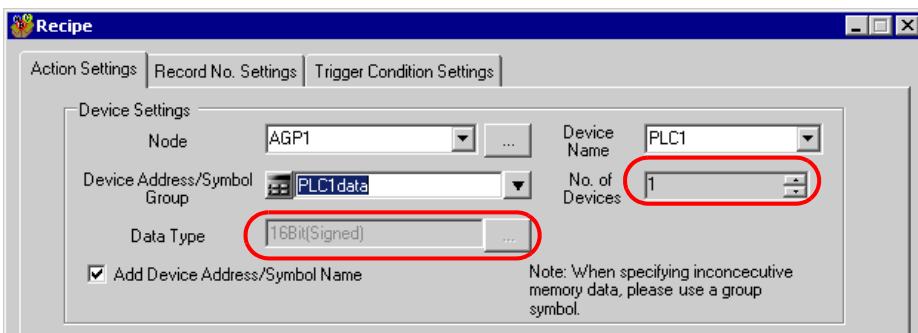 Recipe
Action Settings Record No. Settings Trigger Condition Settings
Device Settings
Node AGP1 ... Device Name PLC1
Device Address/Symbol Group PLC1data No. of Devices 1
Data Type 16Bit(Signed) ...
Add Device Address/Symbol Name
Note: When specifying inconcecutive
memory data, please use a group
symbol.